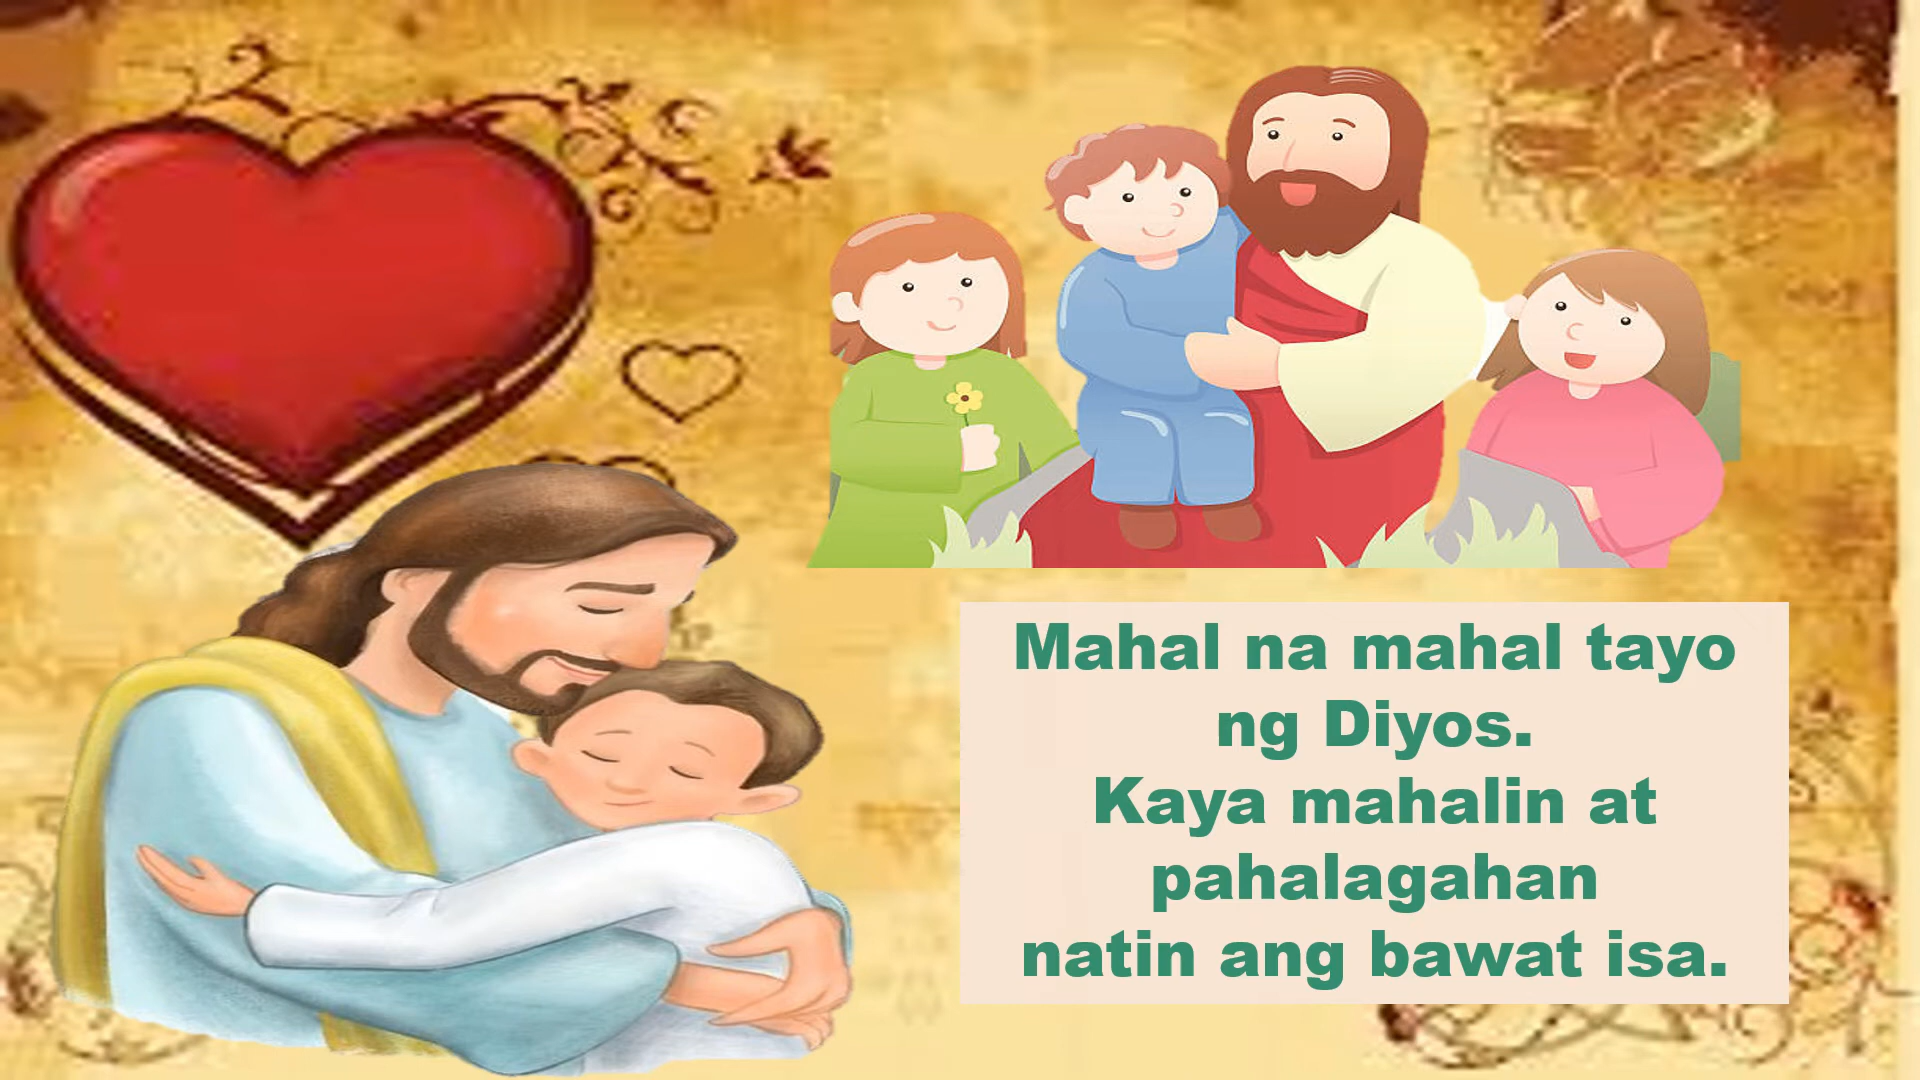 Mahal na mahal tayo
ng Diyos.
Kaya mahalin at
pahalagahan
natin ang bawat isa.